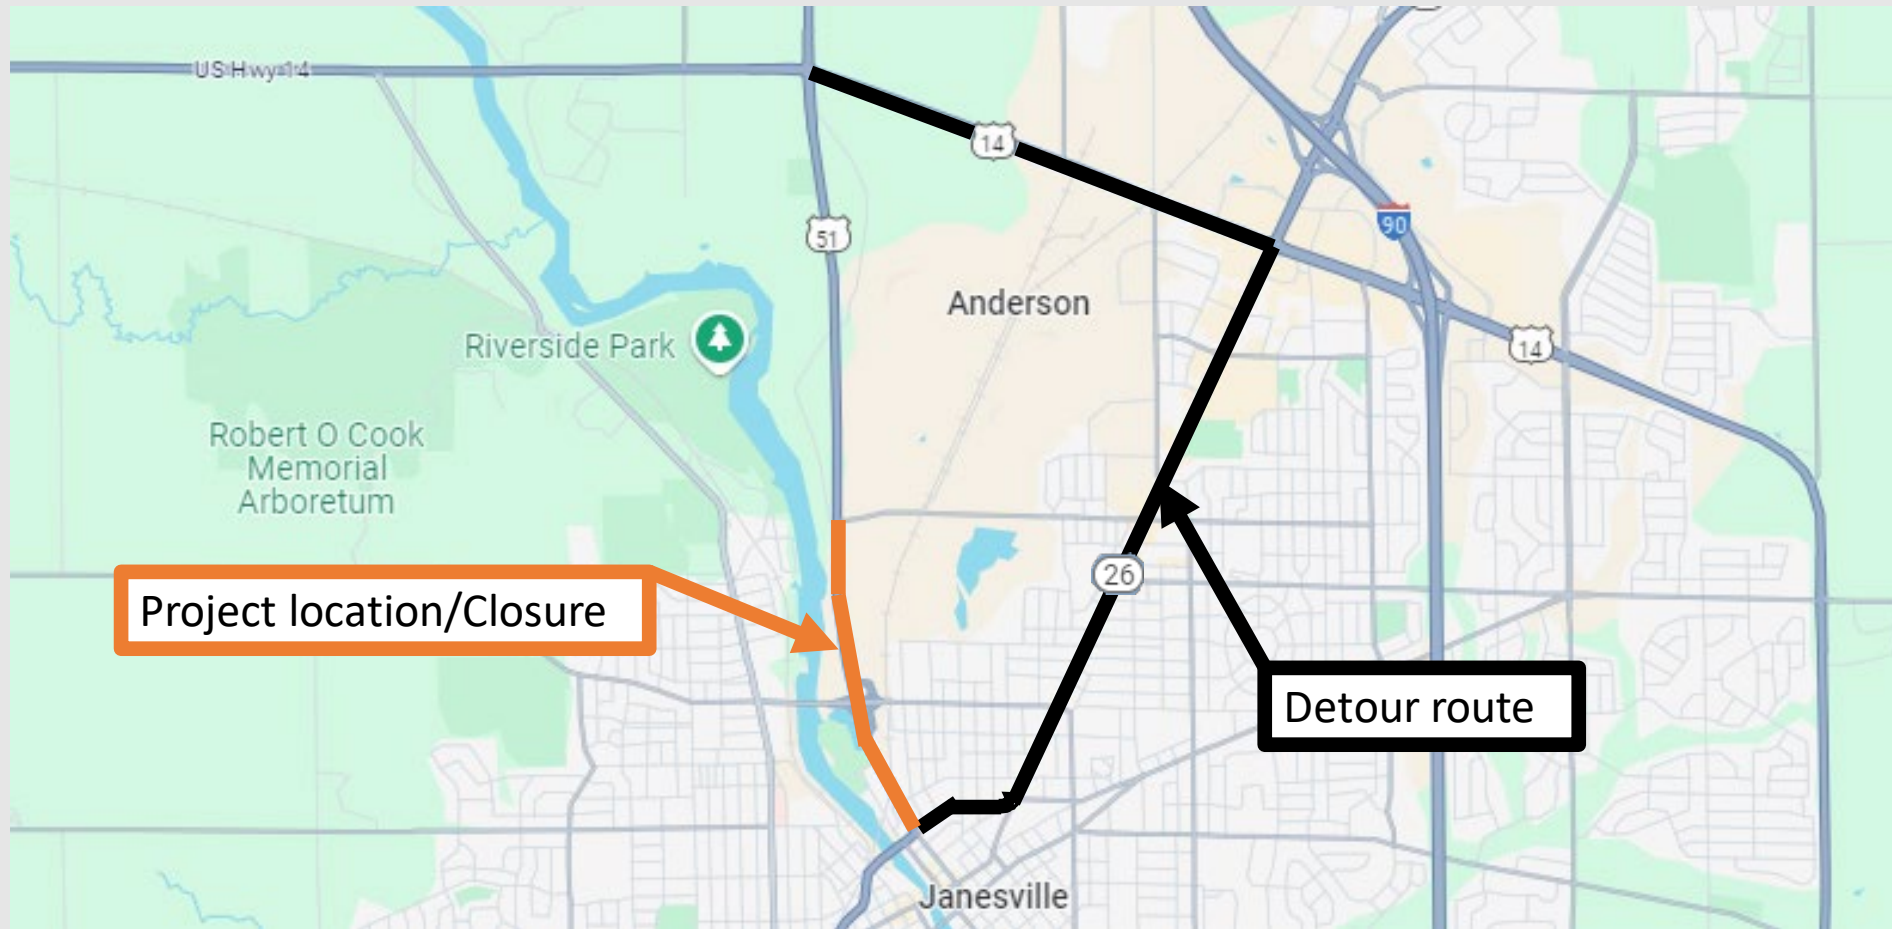 US Hwy 14
14
51
90
Anderson
Riverside Park
14
Robert O Cook
Memorial
Arboretum
26
Project location/Closure
Detour route
Janesville